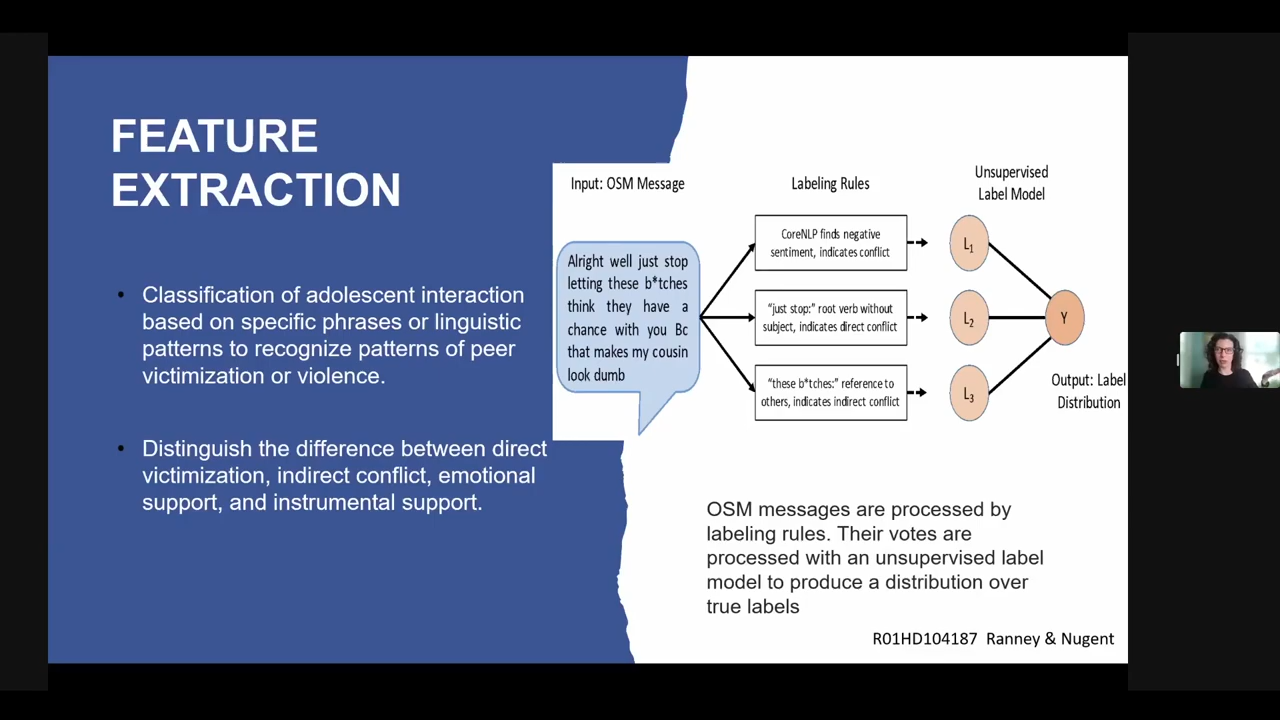 FEATURE
EXTRACTION
• Classification of adolescent interaction
based on specific phrases or linguistic
patterns to recognize patterns of peer
victimization or violence.
• Distinguish the difference between direct
victimization, indirect conflict, emotional
support, and instrumental support.
Input: OSM Message
Alright well just stop
letting these b*tches
think they have a
chance with you Bc
that makes my cousin
look dumb
Labeling Rules
CoreNLP finds negative
sentiment, indicates conflict
"just stop:" root verb without
subject, indicates direct conflict
"these b*tches:" reference to
others, indicates indirect conflict
Unsupervised
Label Model
L1
L2
L3
Y
Output: Label
Distribution
OSM messages are processed by
labeling rules. Their votes are
processed with an unsupervised label
model to produce a distribution over
true labels
R01HD104187 Ranney & Nugent